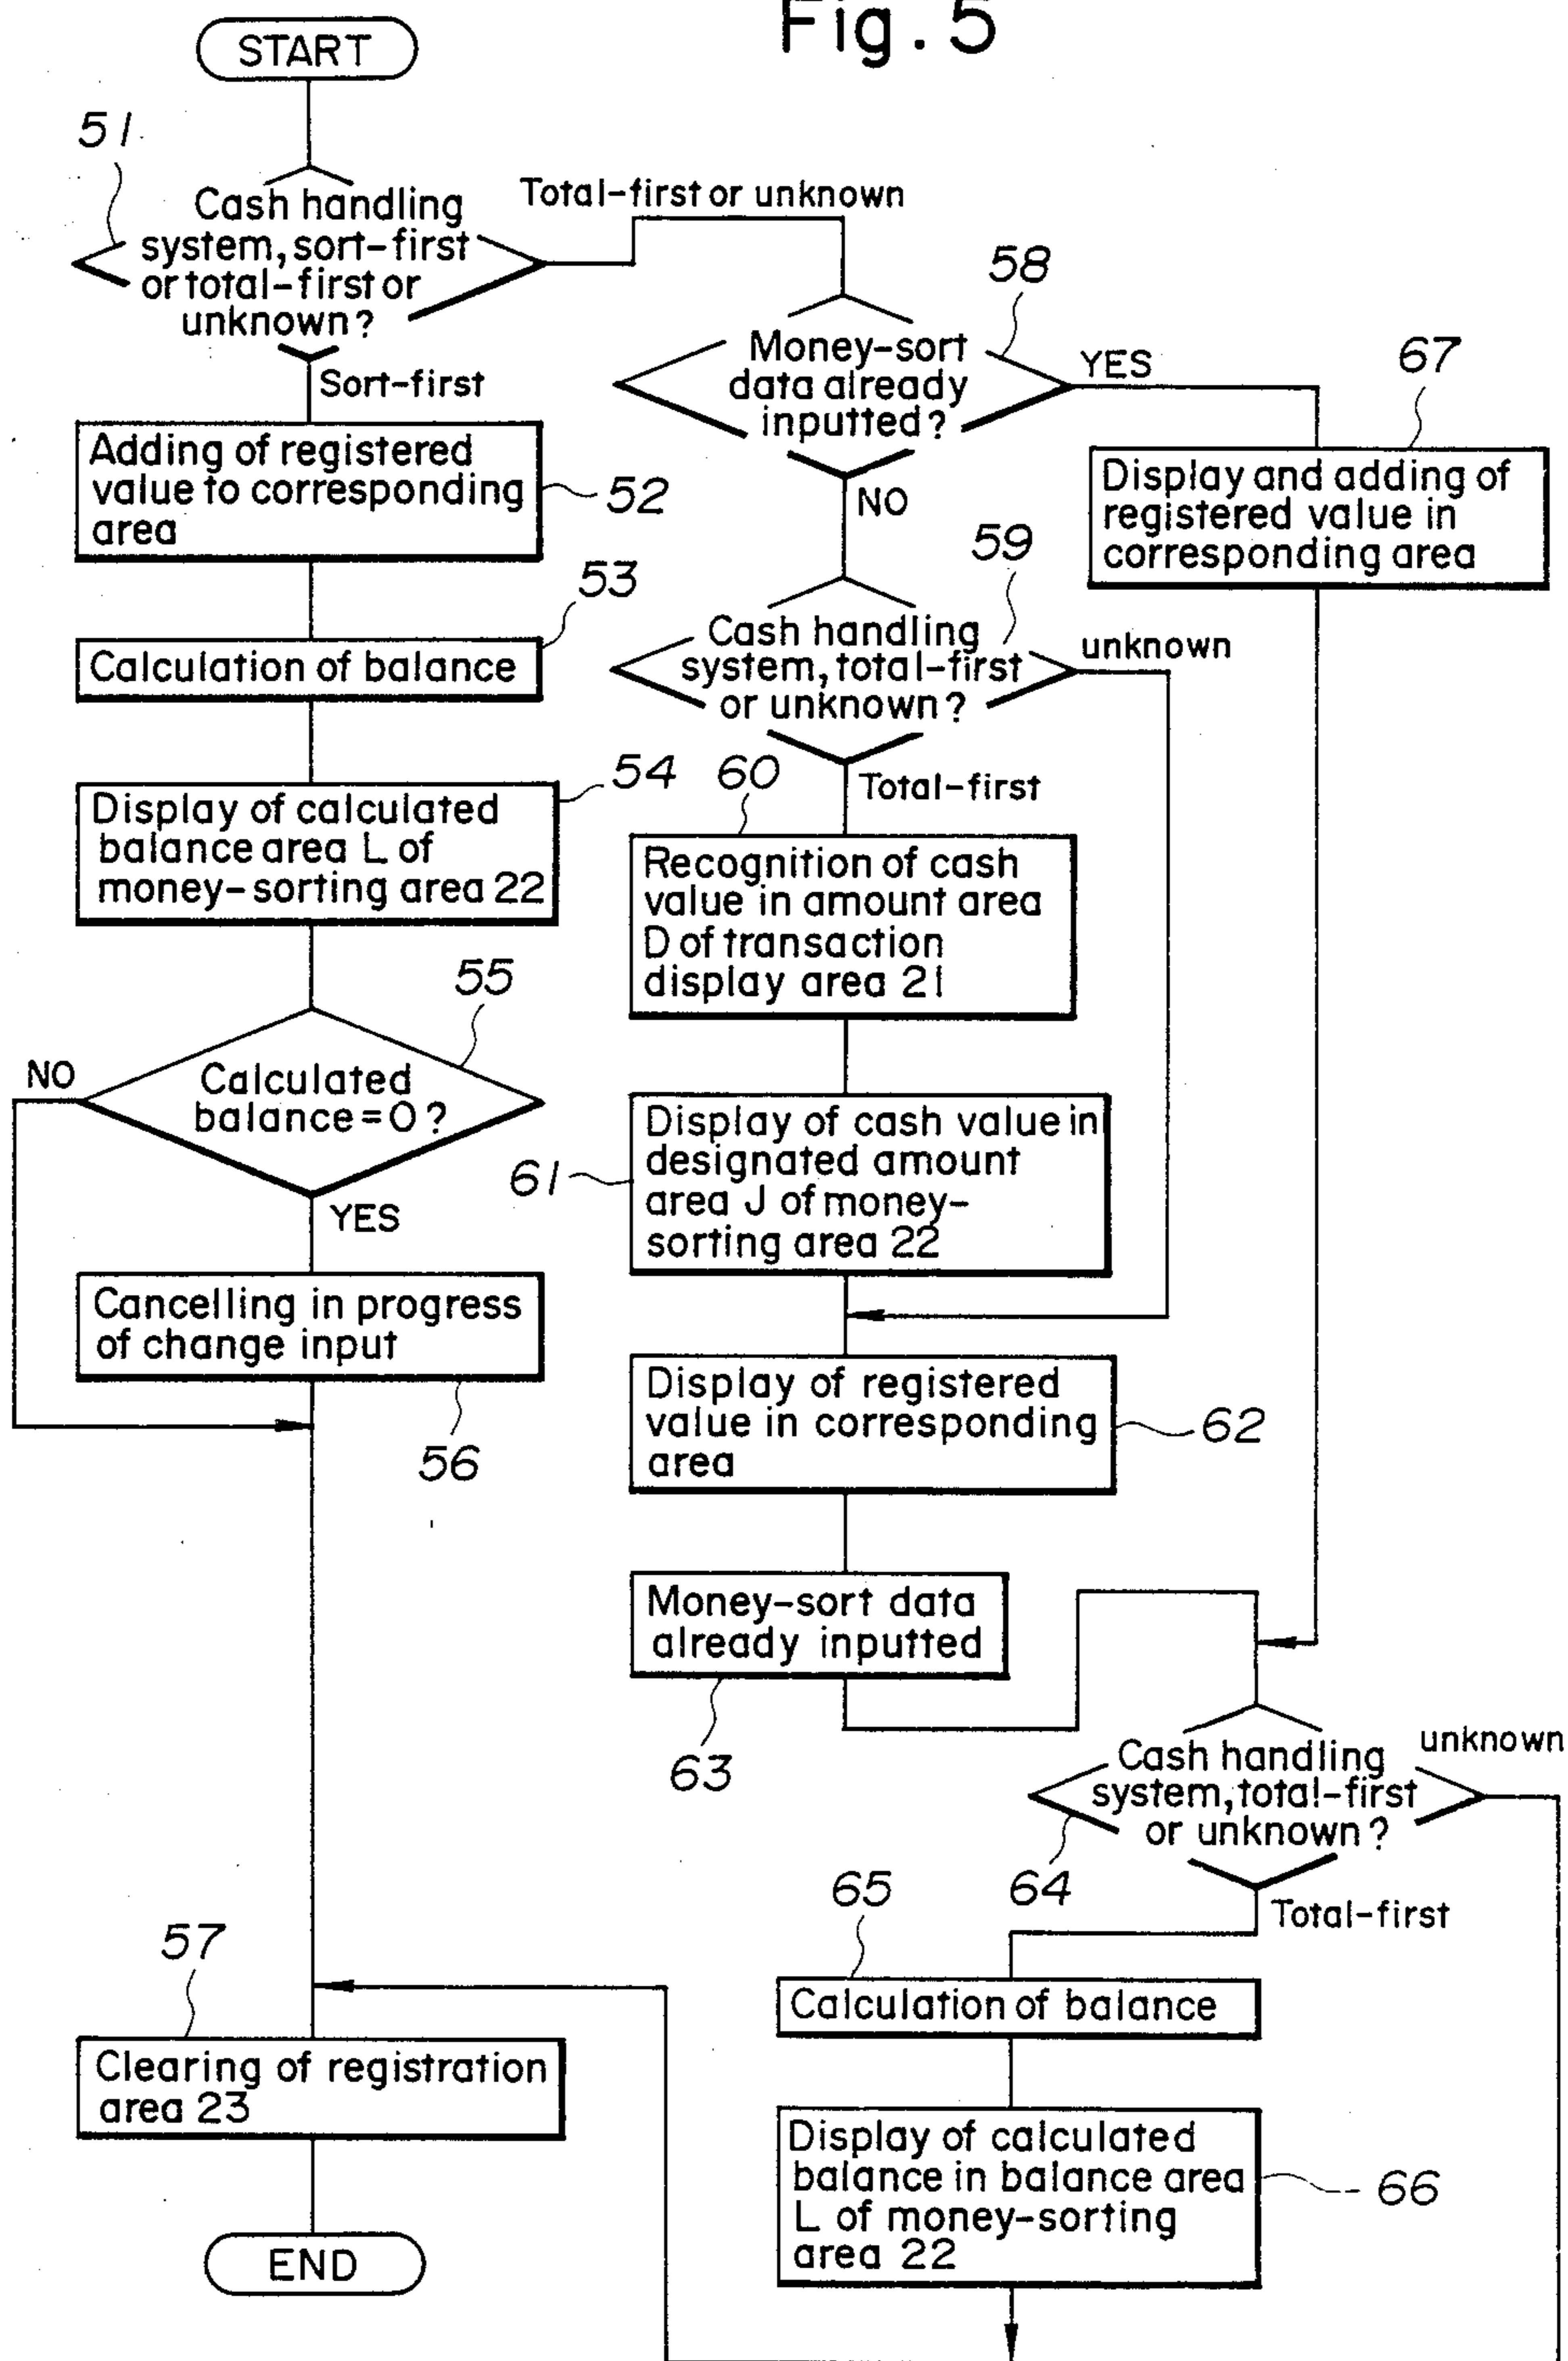 Fig. 5
START
51
Cash handling
system, sort-first
or total-first or
unknown?
Total-first or unknown
Sort-first
Adding of registered
value to corresponding
area
52
53
Calculation of balance
54
Display of calculated
balance area L of
money-sorting area 22
55
NO
Calculated
balance=0?
YES
Cancelling in progress
of change input
56
57
Clearing of registration
area 23
END
58
Money-sort
data already
inputted?
YES
NO
67
Display and adding of
registered value in
corresponding area
59
Cash handling
system, total-first
or unknown?
unknown
60
Total-first
Recognition of cash
value in amount area
D of transaction
display area 21
61
Display of cash value in
designated amount
area J of money-
sorting area 22
Display of registered
value in corresponding
area
62
Money-sort data
already inputted
63
Cash handling
system, total-first
or unknown?
unknown
64
Total-first
65
Calculation of balance
Display of calculated
balance in balance area
L of money-sorting
area 22
66